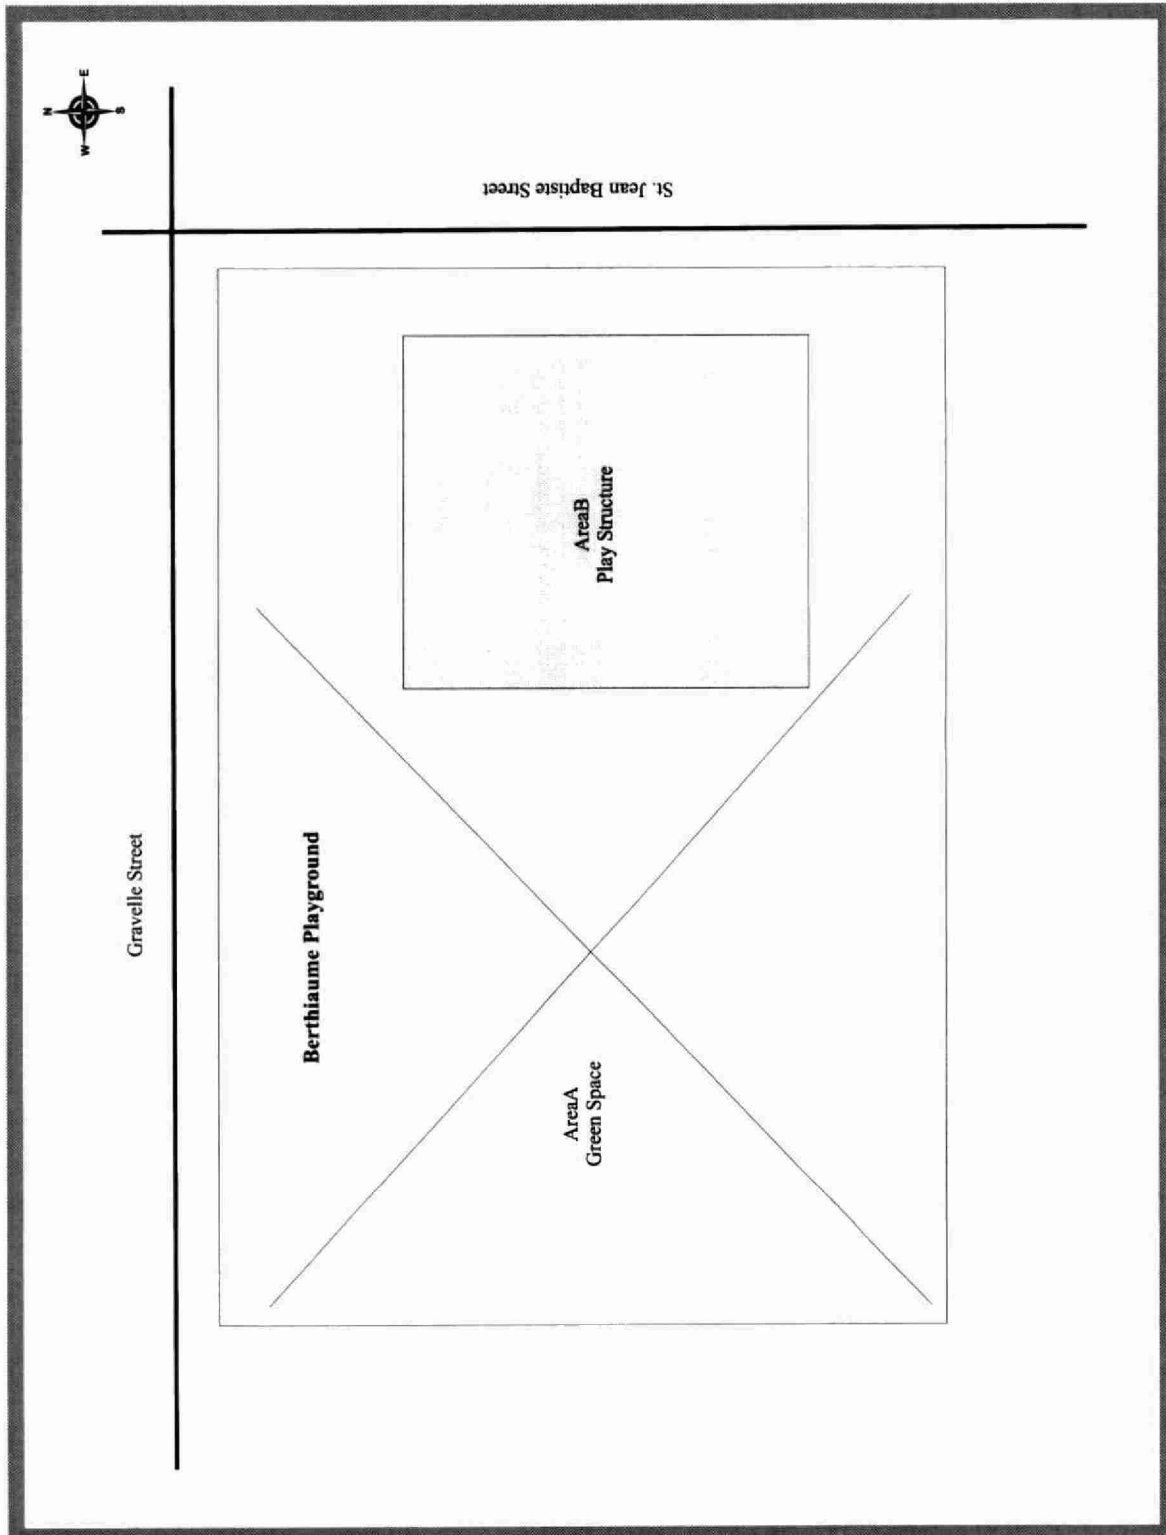 N
E
S
W
St. Jean Baptiste Street
Gravelle Street
Berthiaume Playground
AreaA
Green Space
AreaB
Play Structure